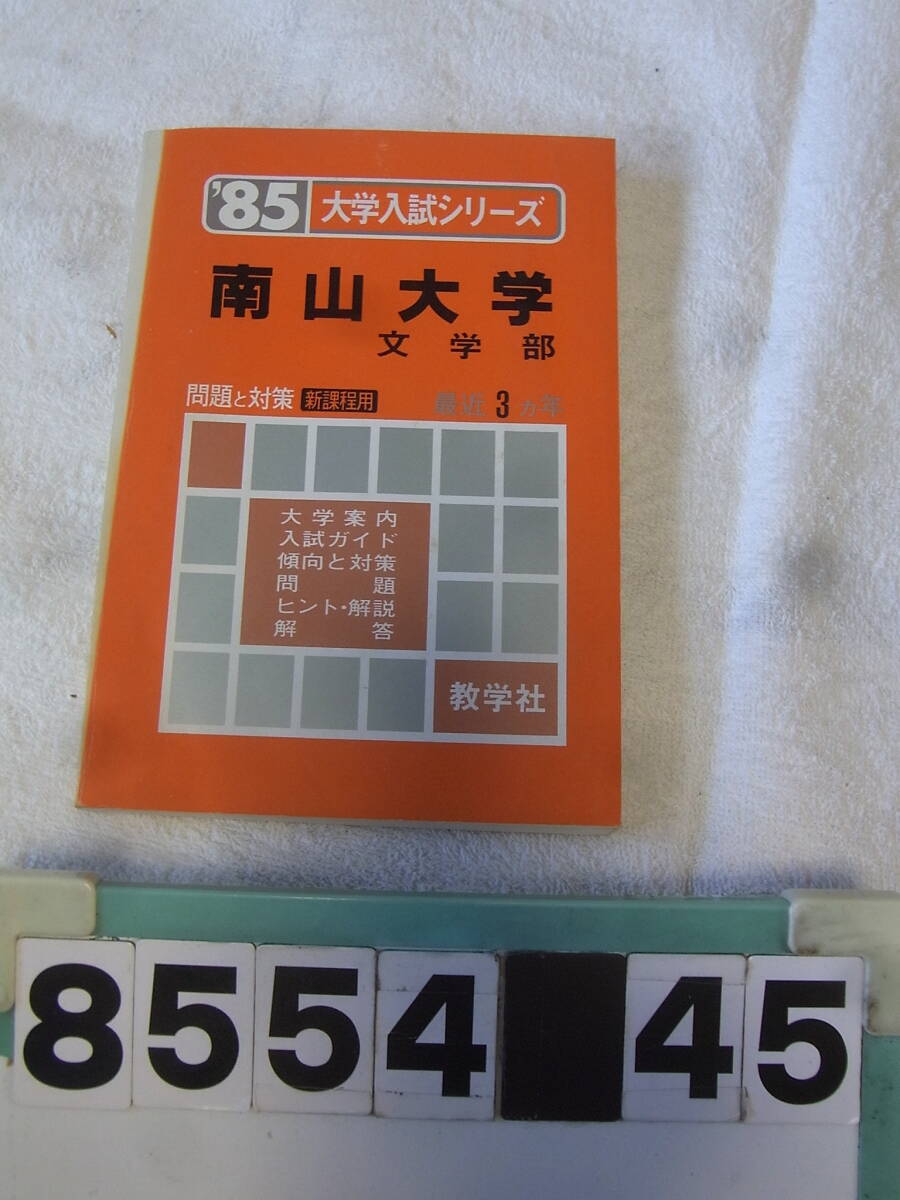 '85 大学入試シリーズ
南山大学
文学部
問題と対策 新課程用 最近3ヵ年
大学案内
入試ガイド
傾向と対策
問題
ヒント・解説
解答
教学社
8554 45